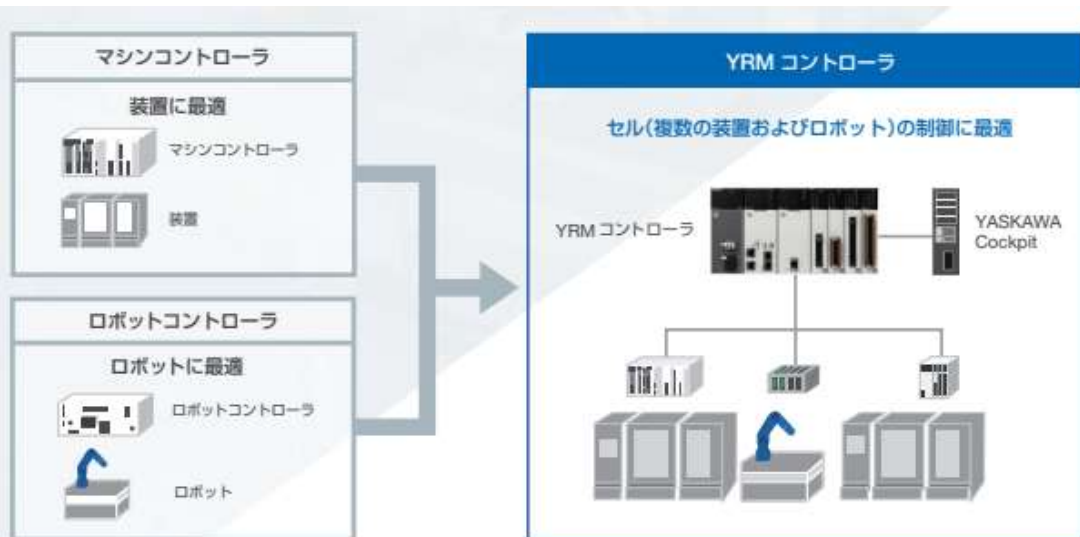 マシンコントローラ
装置に最適
マシンコントローラ
装置
ロボットコントローラ
ロボットに最適
ロボットコントローラ
ロボット
YRM コントローラ
セル(複数の装置およびロボット)の制御に最適
YRM コントローラ
YASKAWA
Cockpit